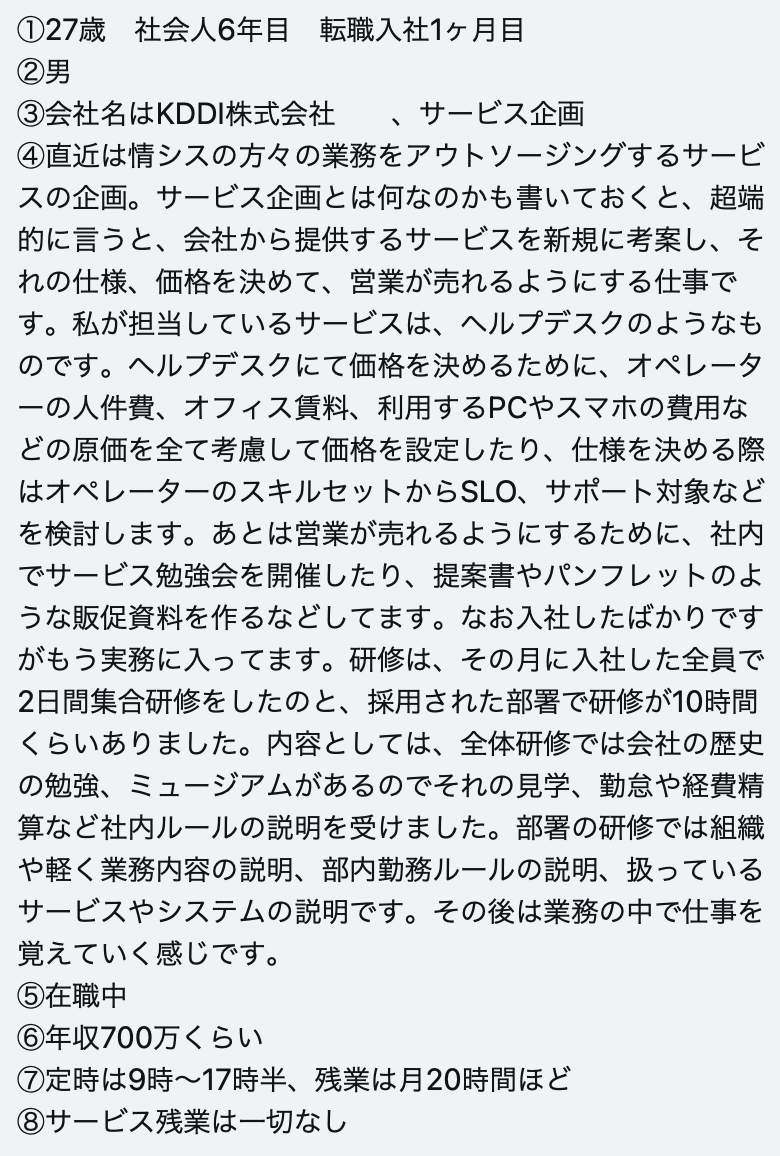 ①27歳　社会人6年目　転職入社1ヶ月目
②男
③会社名はKDDI株式会社　　、サービス企画
④直近は情シスの方々の業務をアウトソージングするサービ
スの企画。サービス企画とは何なのかも書いておくと、超端
的に言うと、会社から提供するサービスを新規に考案し、そ
れの仕様、価格を決めて、営業が売れるようにする仕事で
す。私が担当しているサービスは、ヘルプデスクのようなも
のです。ヘルプデスクにて価格を決めるために、オペレータ
ーの人件費、オフィス賃料、利用するPCやスマホの費用な
どの原価を全て考慮して価格を設定したり、仕様を決める際
はオペレーターのスキルセットからSLO、サポート対象など
を検討します。あとは営業が売れるようにするために、社内
でサービス勉強会を開催したり、提案書やパンフレットのよ
うな販促資料を作るなどしてます。なお入社したばかりです
がもう実務に入ってます。研修は、その月に入社した全員で
2日間集合研修をしたのと、採用された部署で研修が10時間
くらいありました。内容としては、全体研修では会社の歴史
の勉強、ミュージアムがあるのでそれの見学、勤怠や経費精
算など社内ルールの説明を受けました。部署の研修では組織
や軽く業務内容の説明、部内勤務ルールの説明、扱っている
サービスやシステムの説明です。その後は業務の中で仕事を
覚えていく感じです。
⑤在職中
⑥年収700万くらい
⑦定時は9時〜17時半、残業は月20時間ほど
⑧サービス残業は一切なし